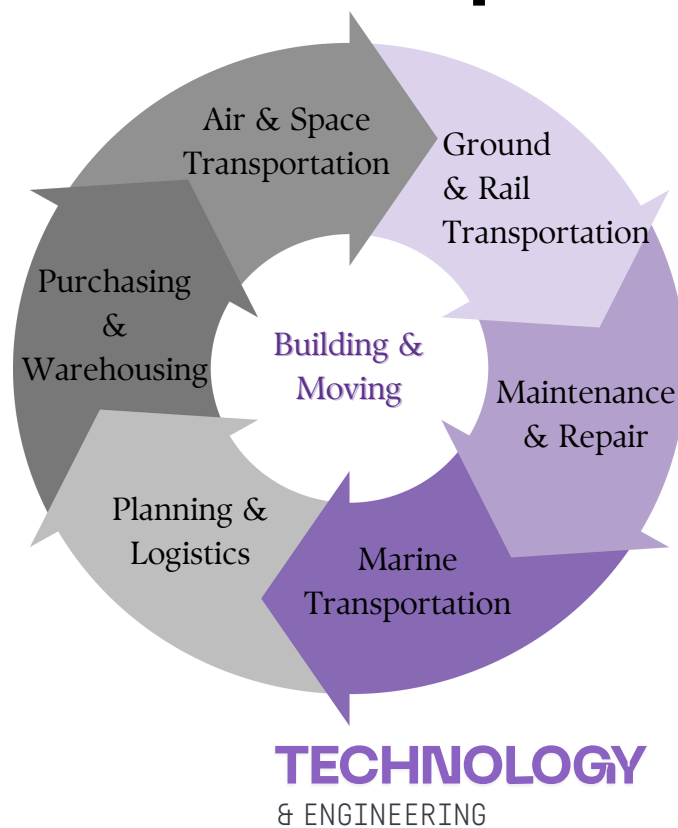 Air & Space
Transportation
Ground
& Rail
Transportation
Purchasing
&
Warehousing
Building &
Moving
Maintenance
& Repair
Planning &
Logistics
Marine
Transportation
TECHNOLOGY
& ENGINEERING